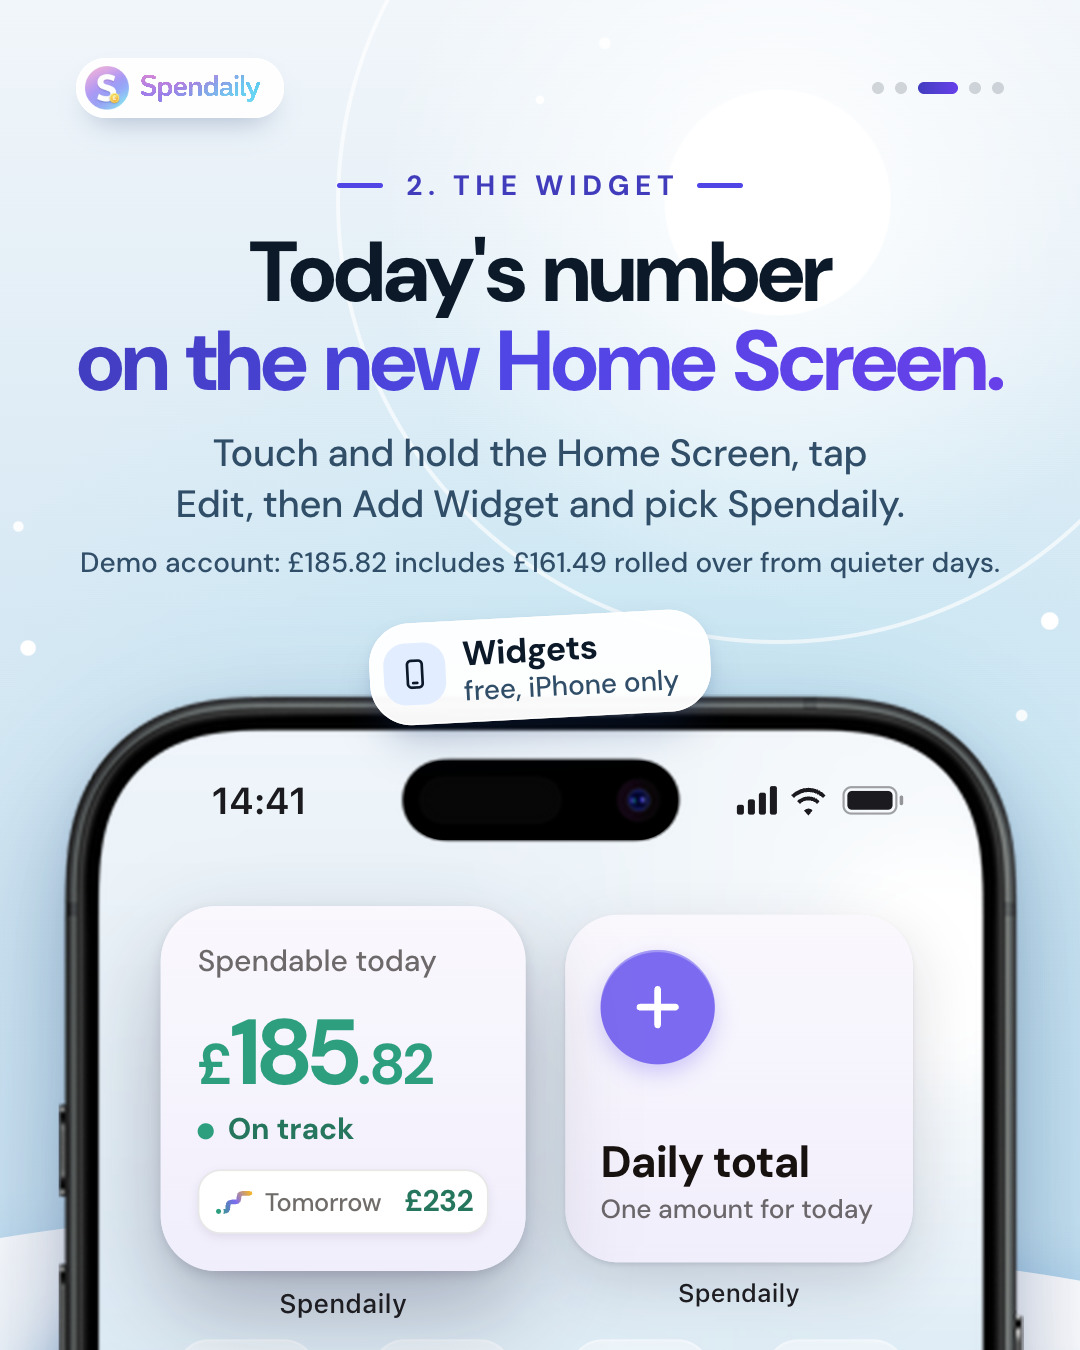 Spendaily
2. THE WIDGET
Today's number
on the new Home Screen.
Touch and hold the Home Screen, tap
Edit, then Add Widget and pick Spendaily.
Demo account: £185.82 includes £161.49 rolled over from quieter days.
Widgets
free, iPhone only
14:41
Spendable today
£185.82
On track
Tomorrow £232
Spendaily
Daily total
One amount for today
Spendaily